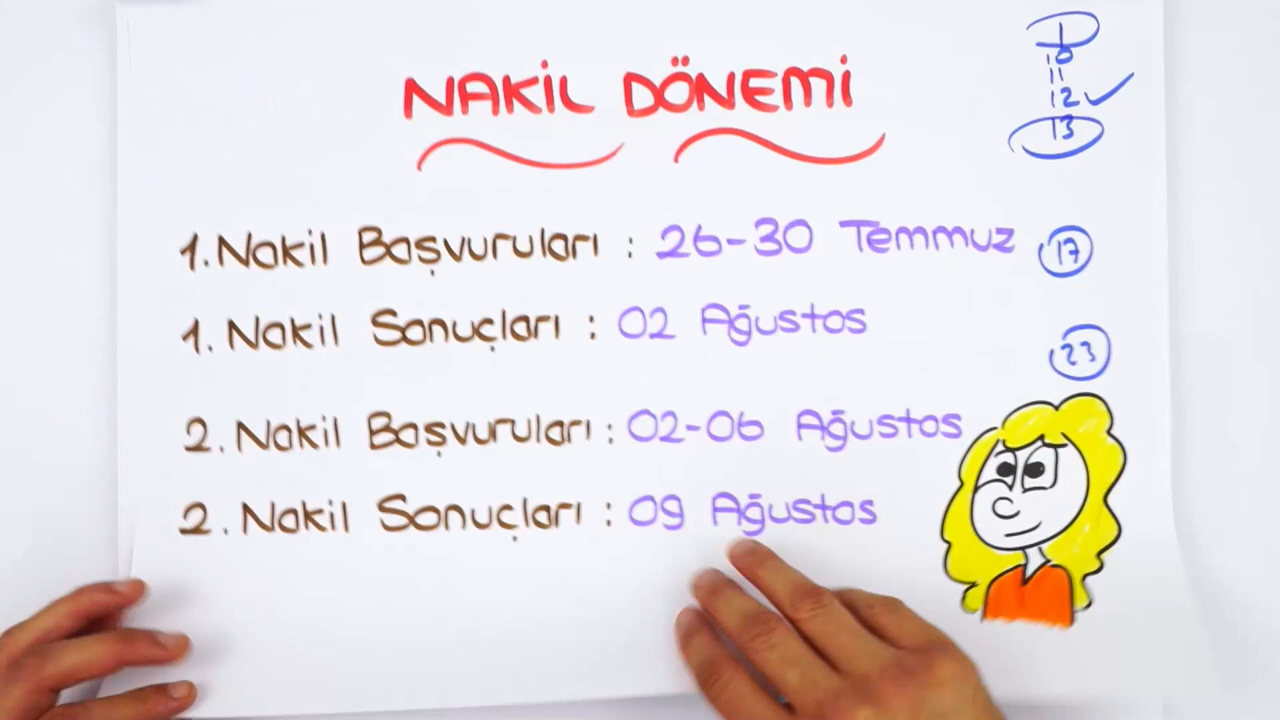 NAKİL DÖNEMİ
10
11
12
13
1. Nakil Başvuruları : 26-30 Temmuz
17
1. Nakil Sonuçları : 02 Ağustos
23
2. Nakil Başvuruları : 02-06 Ağustos
2. Nakil Sonuçları : 09 Ağustos